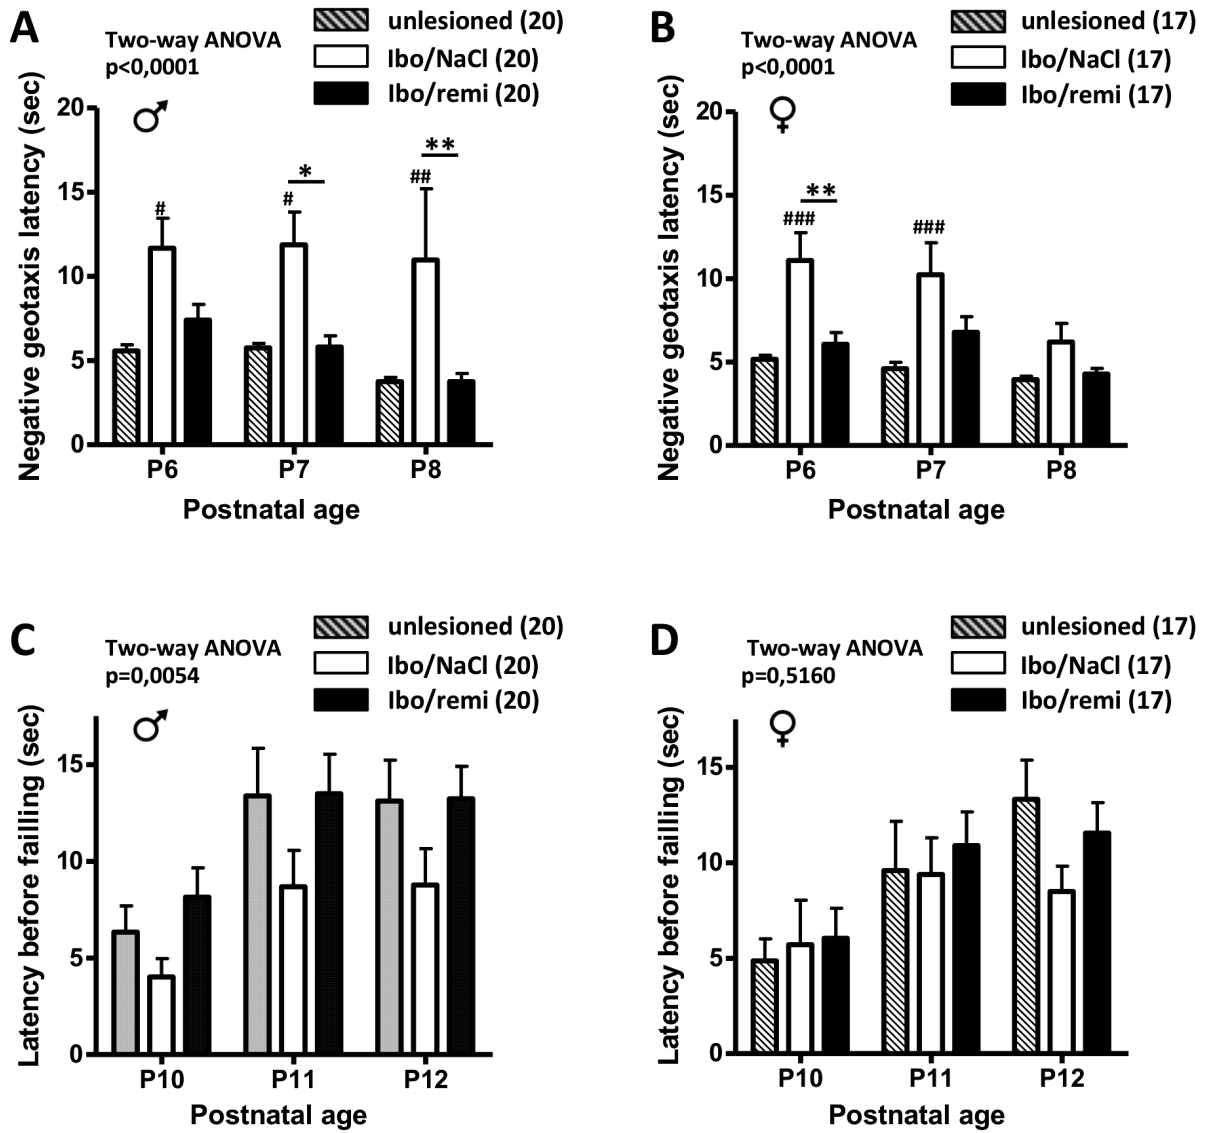 A
Two-way ANOVA
p<0,0001
unlesioned (20)
Ibo/NaCl (20)
Ibo/remi (20)
Negative geotaxis latency (sec)
20
15
10
5
0
#
#
*
##
**
P6
P7
P8
Postnatal age
B
Two-way ANOVA
p<0,0001
unlesioned (17)
Ibo/NaCl (17)
Ibo/remi (17)
Negative geotaxis latency (sec)
20
15
10
5
0
###
**
###
P6
P7
P8
Postnatal age
C
Two-way ANOVA
p=0,0054
unlesioned (20)
Ibo/NaCl (20)
Ibo/remi (20)
Latency before failling (sec)
15
10
5
0
P10
P11
P12
Postnatal age
D
Two-way ANOVA
p=0,5160
unlesioned (17)
Ibo/NaCl (17)
Ibo/remi (17)
Latency before failling (sec)
15
10
5
0
P10
P11
P12
Postnatal age